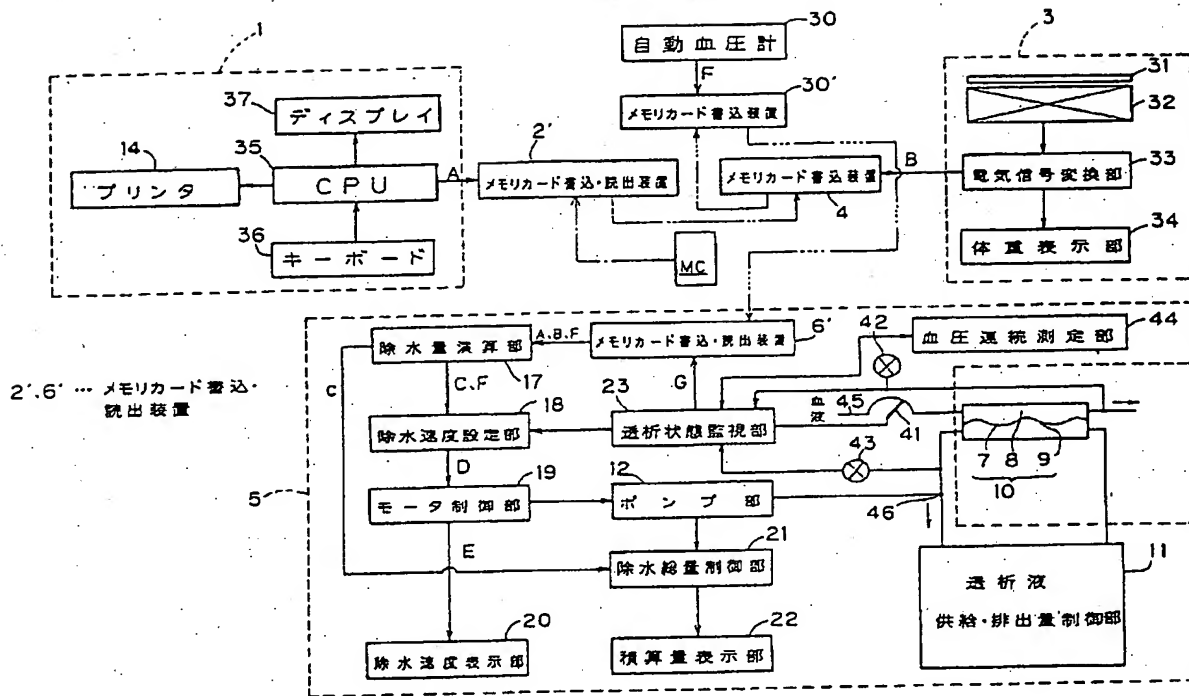 1
30
自動血圧計
F
30'
メモリカード書込装置
3
31
32
33
電気信号変換部
34
体重表示部
37
ディスプレイ
14
プリンタ
35
CPU
A
36
キーボード
2'
メモリカード書込・読出装置
メモリカード書込装置
4
B
MC
2'.6' … メモリカード書込・
読出装置
5
除水量演算部
17
A.B.F
メモリカード書込・読出装置
6'
C
C.F
G
18
除水速度設定部
23
透析状態監視部
D
19
モータ制御部
12
ポンプ部
E
21
除水総量制御部
20
除水速度表示部
22
積算量表示部
42
血圧連続測定部
44
血液
45
41
43
46
7
8
9
10
11
透析液
供給・排出量制御部